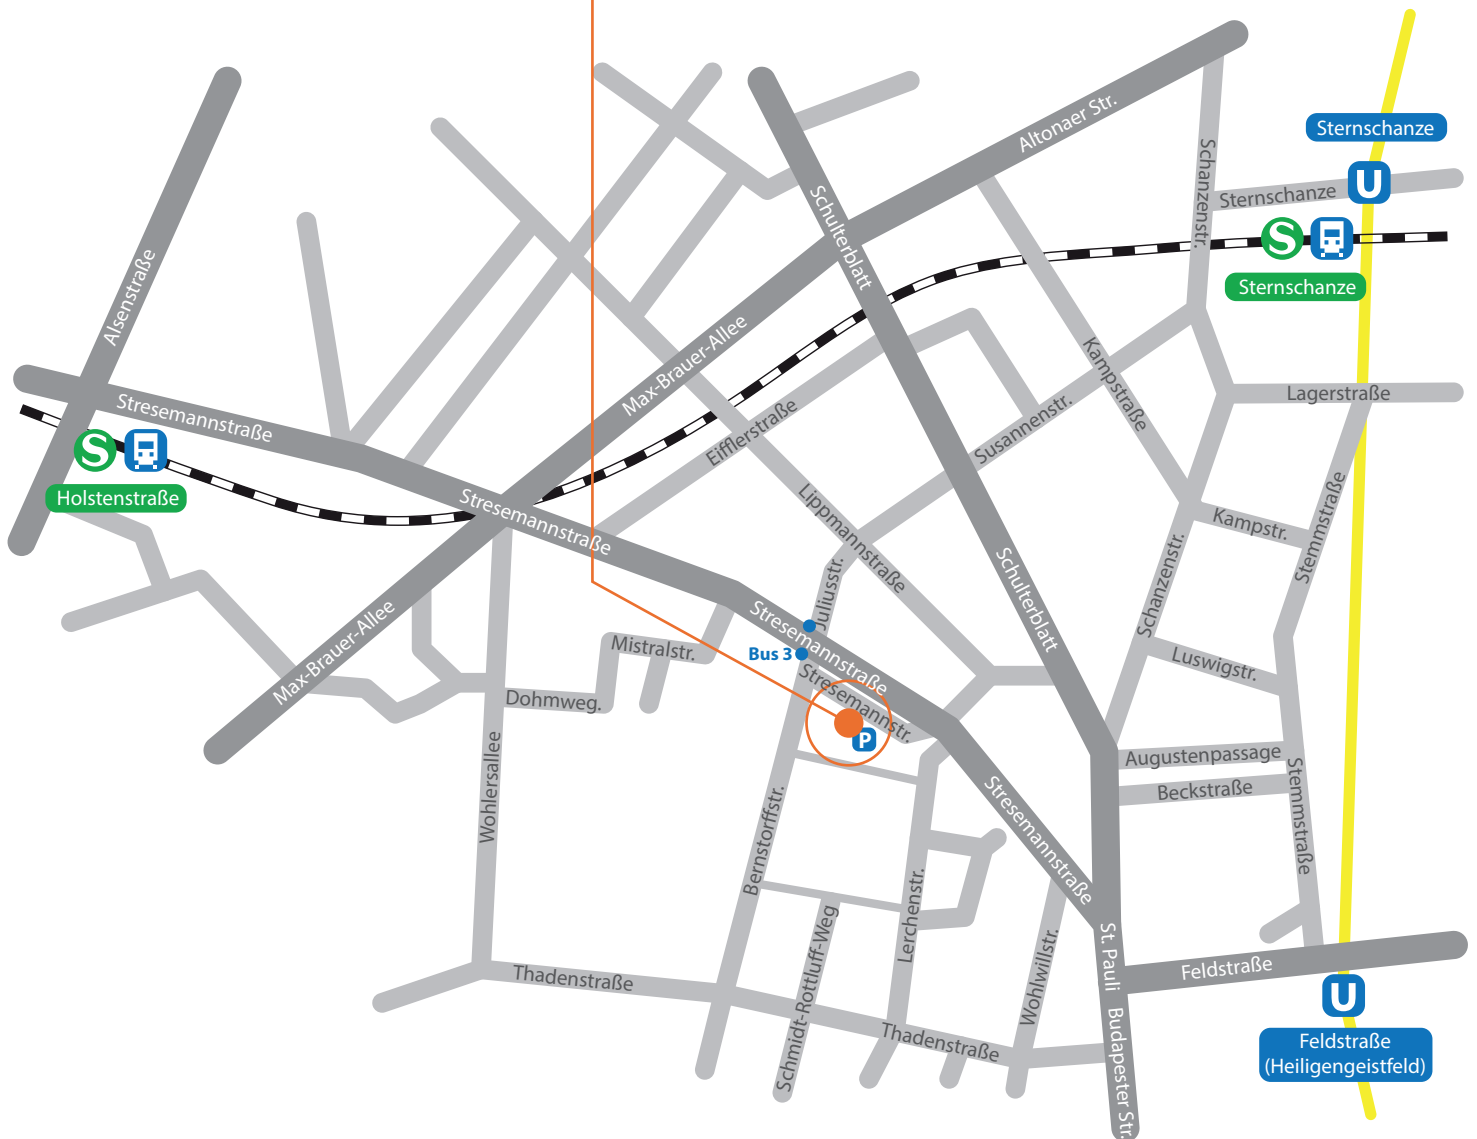 Altonaer Str.
Sternschanze
U
Schanzenstr.
Sternschanze
Schulterblatt
S
Sternschanze
Alsenstraße
Max-Brauer-Allee
Kampstraße
Lagerstraße
Stresemannstraße
Eifflerstraße
Susannenstr.
S
Holstenstraße
Stresemannstraße
Lippmannstraße
Kampstr.
Stemmstraße
Schanzenstr.
Schulterblatt
Juliusstr.
Max-Brauer-Allee
Mistralstr.
Bus 3
Stresemannstraße
Stresemannstr.
P
Luswigstr.
Dohmweg.
Augustenpassage
Beckstraße
Stemmstraße
Wohlersallee
Bernstorffstr.
Stresemannstraße
Lerchenstr.
Schmidt-Rottluff-Weg
Wohlwillstr.
St. Pauli
Feldstraße
Thadenstraße
U
Thadenstraße
Budapester Str.
Feldstraße
(Heiligengeistfeld)